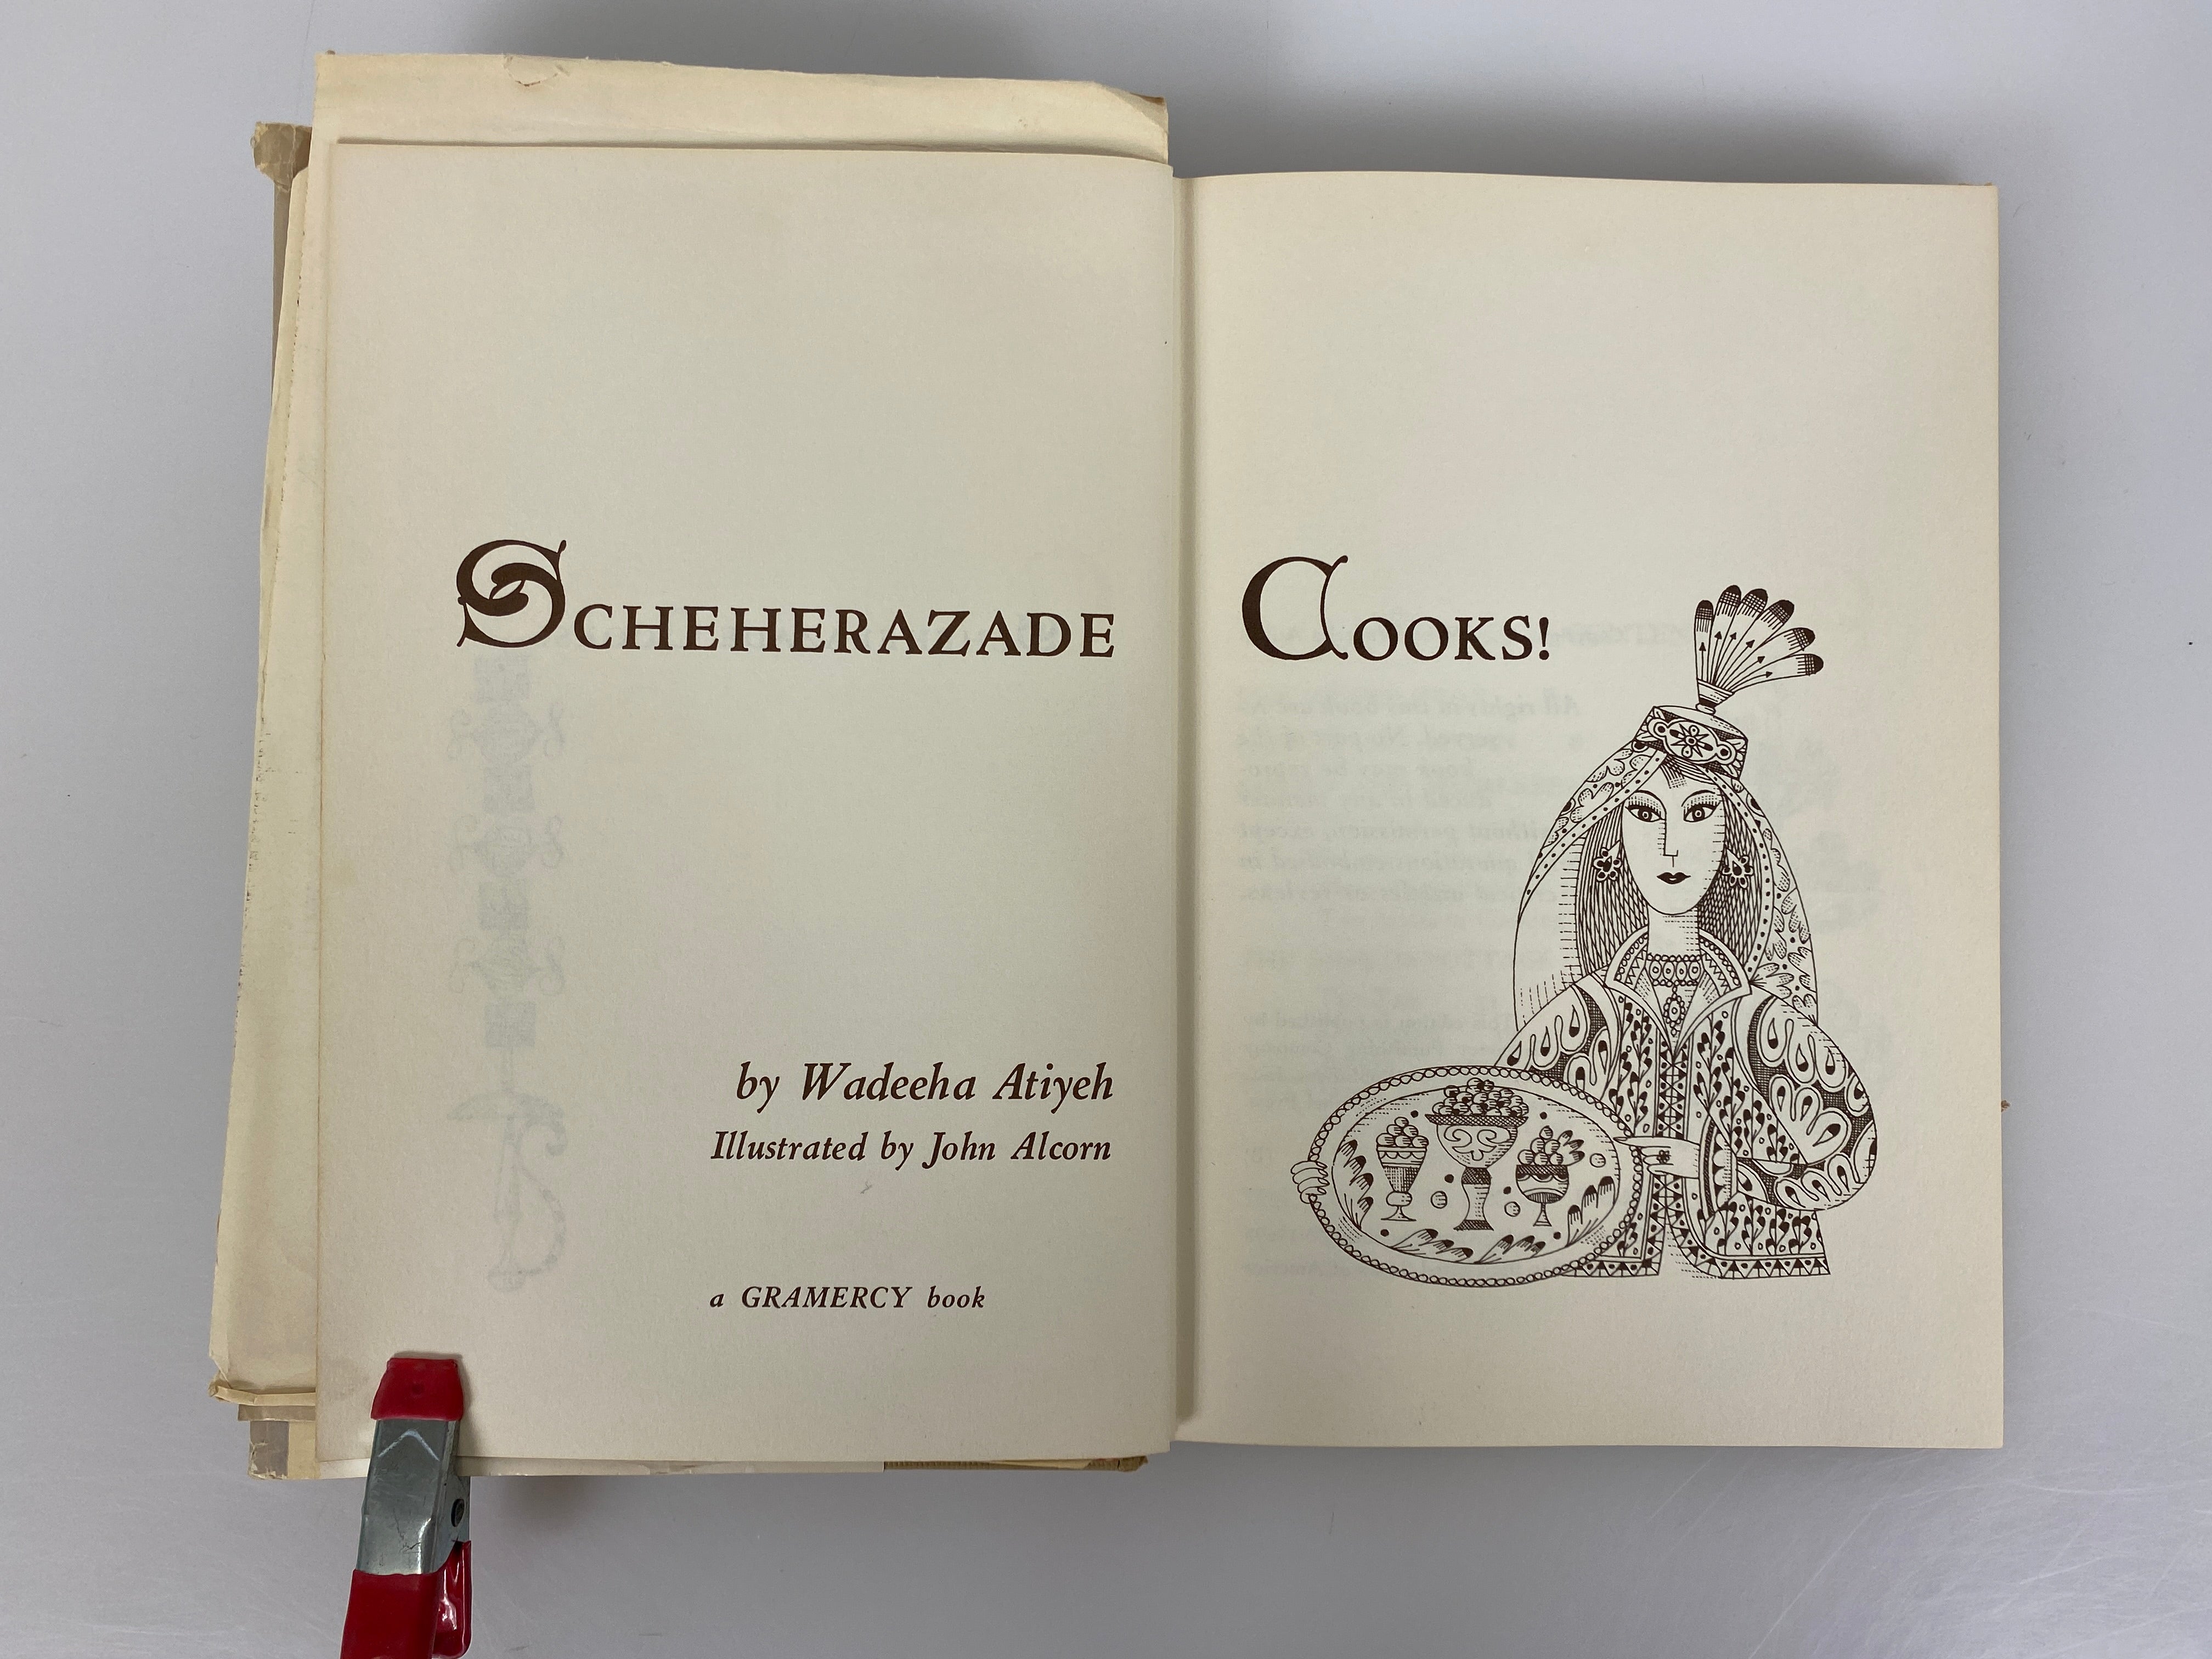 SCHEHERAZADE COOKS!
by Wadeeha Atiyeh
Illustrated by John Alcorn
a GRAMERCY book